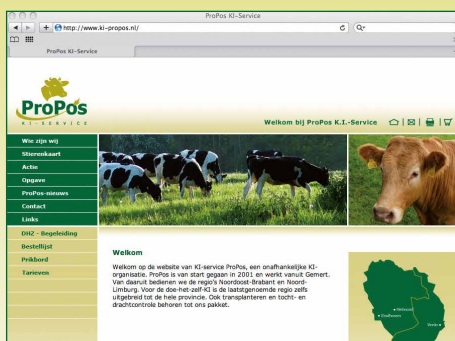 ProPos KI-Service
http://www.ki-propos.nl/
ProPos KI-Service
ProPos
KI-SERVICE
Welkom bij ProPos K.I.-Service
Wie zijn wij
Stierenkaart
Actie
Opgave
ProPos-nieuws
Contact
Links
DHZ - Begeleiding
Bestellijst
Prikbord
Tarieven
Welkom
Welkom op de website van KI-service ProPos, een onafhankelijke KI-
organisatie. ProPos is van start gegaan in 2001 en werkt vanuit Gemert.
Van daaruit bedienen we de regio's Noordoost-Brabant en Noord-
Limburg. Voor de doe-het-zelf-KI is de laatstgenoemde regio zelfs
uitgebreid tot de hele provincie. Ook transplanteren en tocht- en
drachtcontrole behoren tot ons pakket.
Helmond
Eindhoven
Venlo